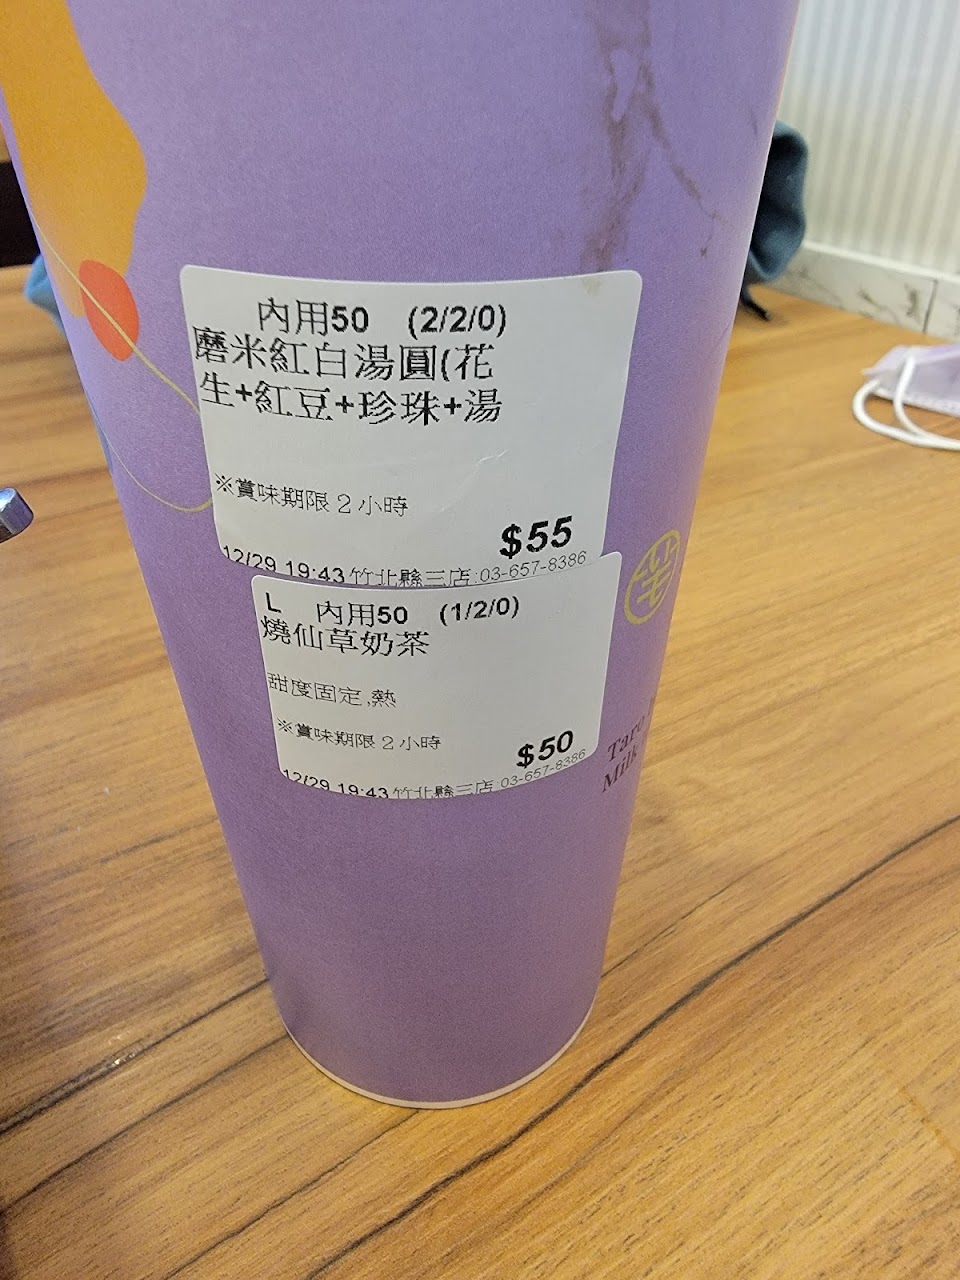 內用50 (2/2/0)
磨米紅白湯圓(花
生+紅豆+珍珠+湯
※賞味期限 2 小時
$55
12/29 19:43 竹北縣三店:03-657-8386
L 內用50 (1/2/0)
燒仙草奶茶
甜度固定,熱
※賞味期限 2 小時
$50
12/29 19:43 竹北縣三店:03-657-8386
Taro
Milk